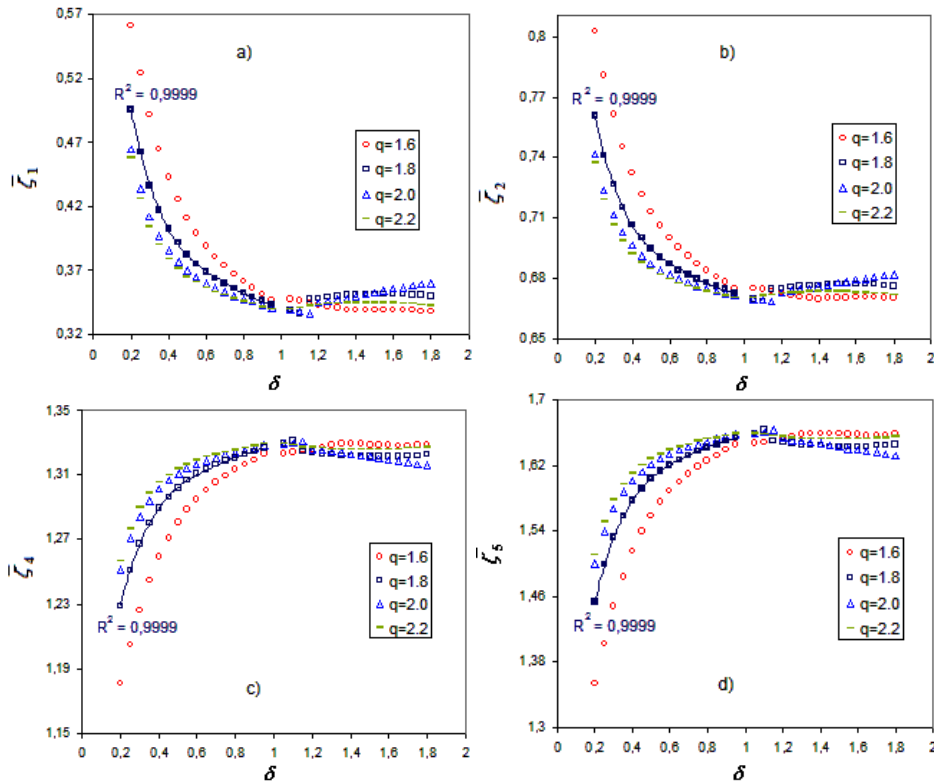 0,57
0,52
0,47
0,42
0,37
0,32
ζ̅₁
a)
R² = 0,9999
q=1.6
q=1.8
q=2.0
q=2.2
0 0,2 0,4 0,6 0,8 1 1,2 1,4 1,6 1,8 2
δ
0,8
0,77
0,74
0,71
0,68
0,65
ζ̅₂
b)
R² = 0,9999
q=1.6
q=1.8
q=2.0
q=2.2
0 0,2 0,4 0,6 0,8 1 1,2 1,4 1,6 1,8 2
δ
1,35
1,31
1,27
1,23
1,19
1,15
ζ̅₄
R² = 0,9999
q=1.6
q=1.8
q=2.0
q=2.2
c)
0 0,2 0,4 0,6 0,8 1 1,2 1,4 1,6 1,8 2
δ
1,7
1,62
1,54
1,46
1,38
1,3
ζ̅₅
R² = 0,9999
q=1.6
q=1.8
q=2.0
q=2.2
d)
0 0,2 0,4 0,6 0,8 1 1,2 1,4 1,6 1,8 2
δ